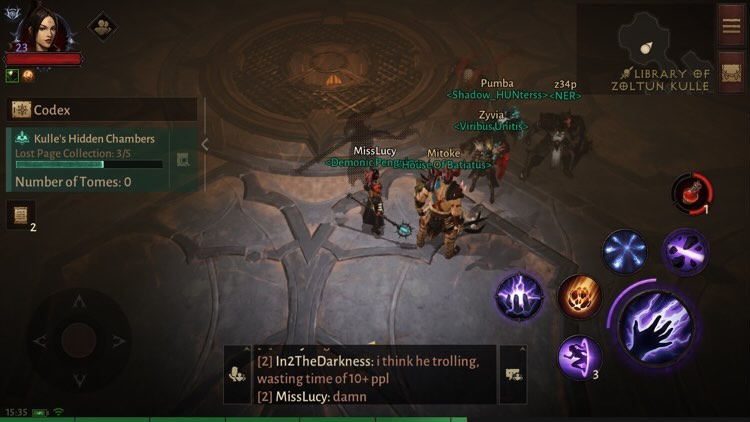 23
Codex
Kulle's Hidden Chambers
Lost Page Collection: 3/5
Number of Tomes: 0
2
LIBRARY OF
ZOLTUN KULLE
Pumba
<Shadow_HUNterss>
z34p
<NER>
Zyvia
<Viribus Unitis>
MissLucy
<Demonic Peng
Mitoke
<House Of Batiatus>
1
3
[2] In2TheDarkness: i think he trolling,
wasting time of 10+ ppl
[2] MissLucy: damn
15:35